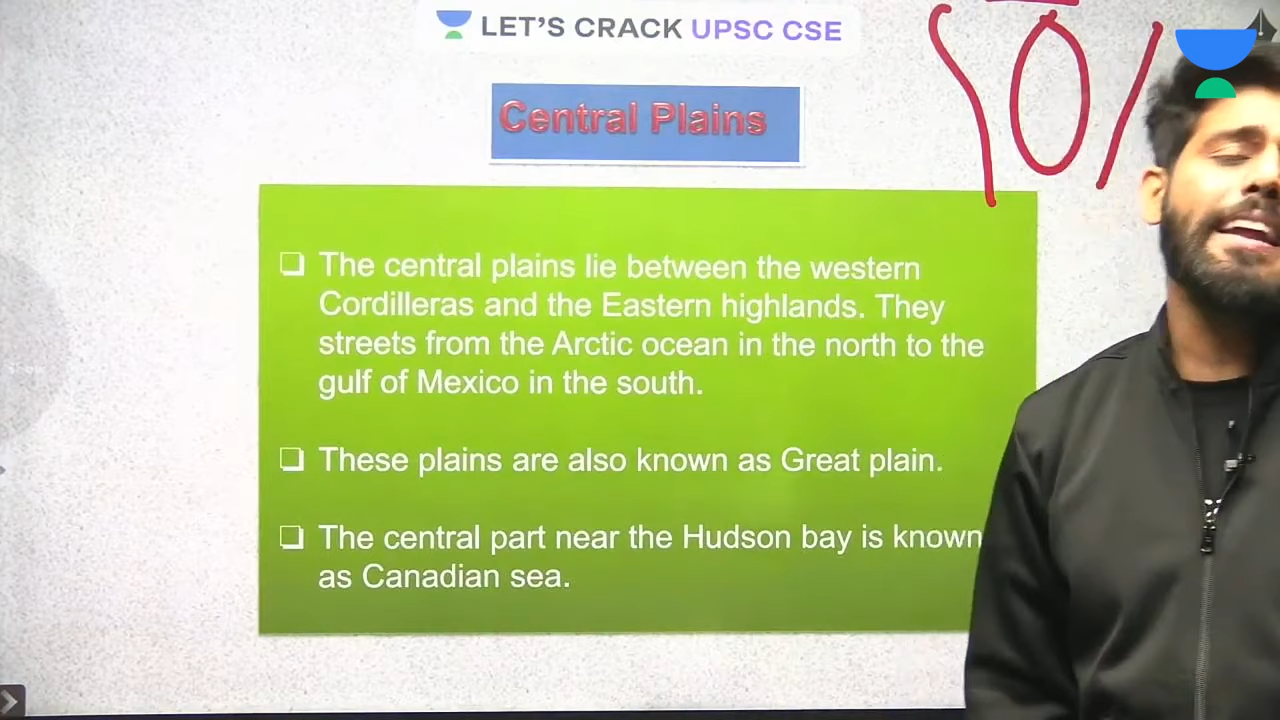 LET'S CRACK UPSC CSE
Central Plains
❑ The central plains lie between the western
Cordilleras and the Eastern highlands. They
streets from the Arctic ocean in the north to the
gulf of Mexico in the south.
❑ These plains are also known as Great plain.
❑ The central part near the Hudson bay is known
as Canadian sea.